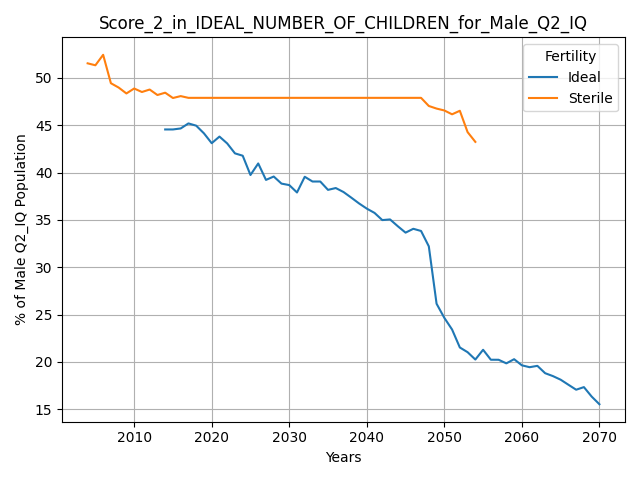 Score_2_in_IDEAL_NUMBER_OF_CHILDREN_for_Male_Q2_IQ
Fertility
Ideal
Sterile
% of Male Q2_IQ Population
50
45
40
35
30
25
20
15
2010 2020 2030 2040 2050 2060 2070
Years